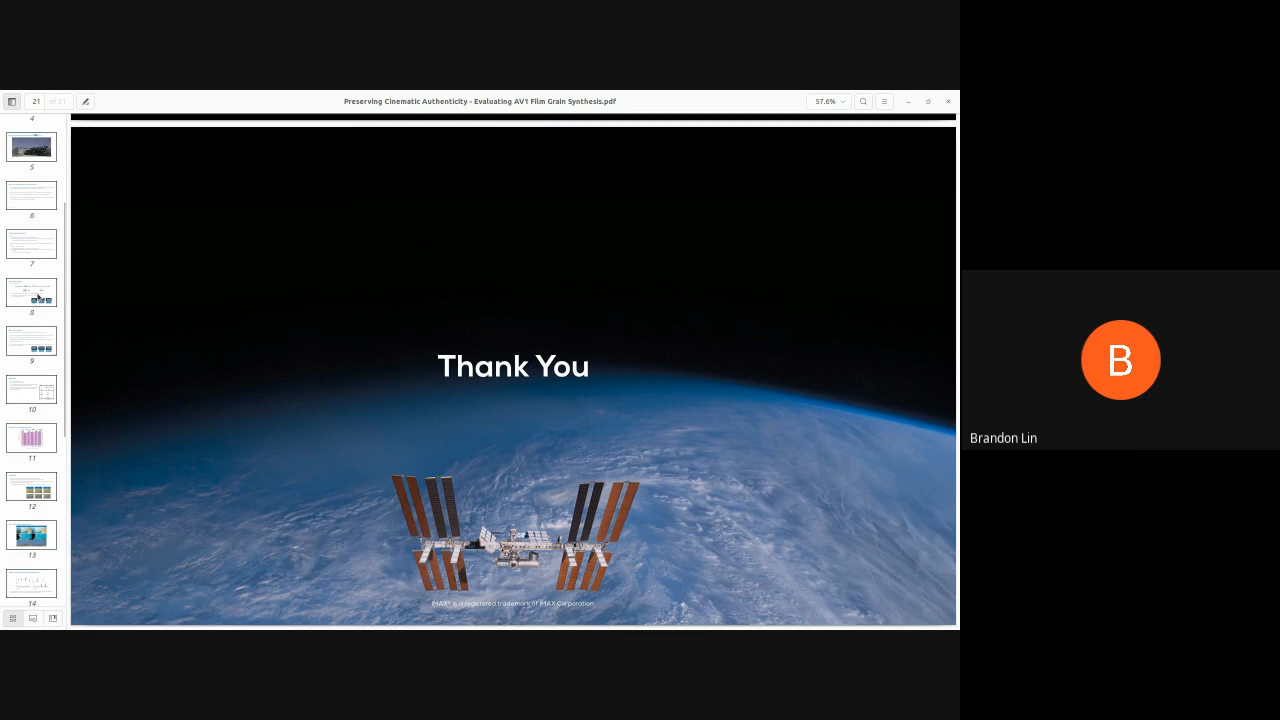 21 of 21
Preserving Cinematic Authenticity - Evaluating AV1 Film Grain Synthesis.pdf
57.6%
4
5
6
7
8
9
10
11
12
13
14
Thank You
IMAX® is a registered trademark of IMAX Corporation
B
Brandon Lin